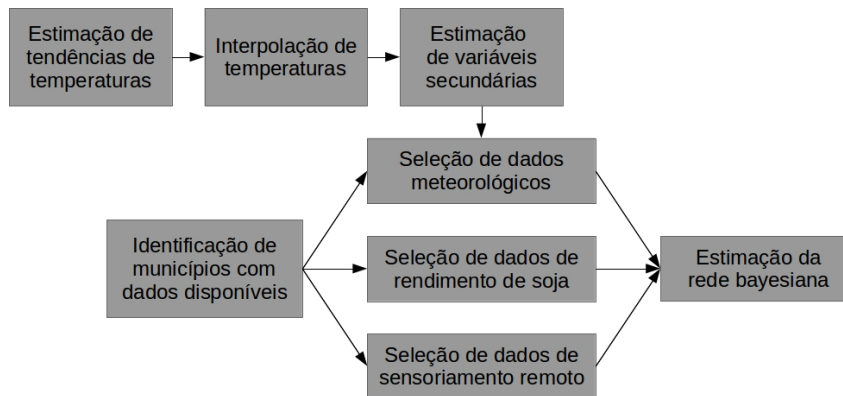 Estimação de
tendências de
temperaturas
Interpolação de
temperaturas
Estimação
de variáveis
secundárias
Seleção de dados
meteorológicos
Identificação de
municípios com
dados disponíveis
Seleção de dados de
rendimento de soja
Estimação da
rede bayesiana
Seleção de dados de
sensoriamento remoto